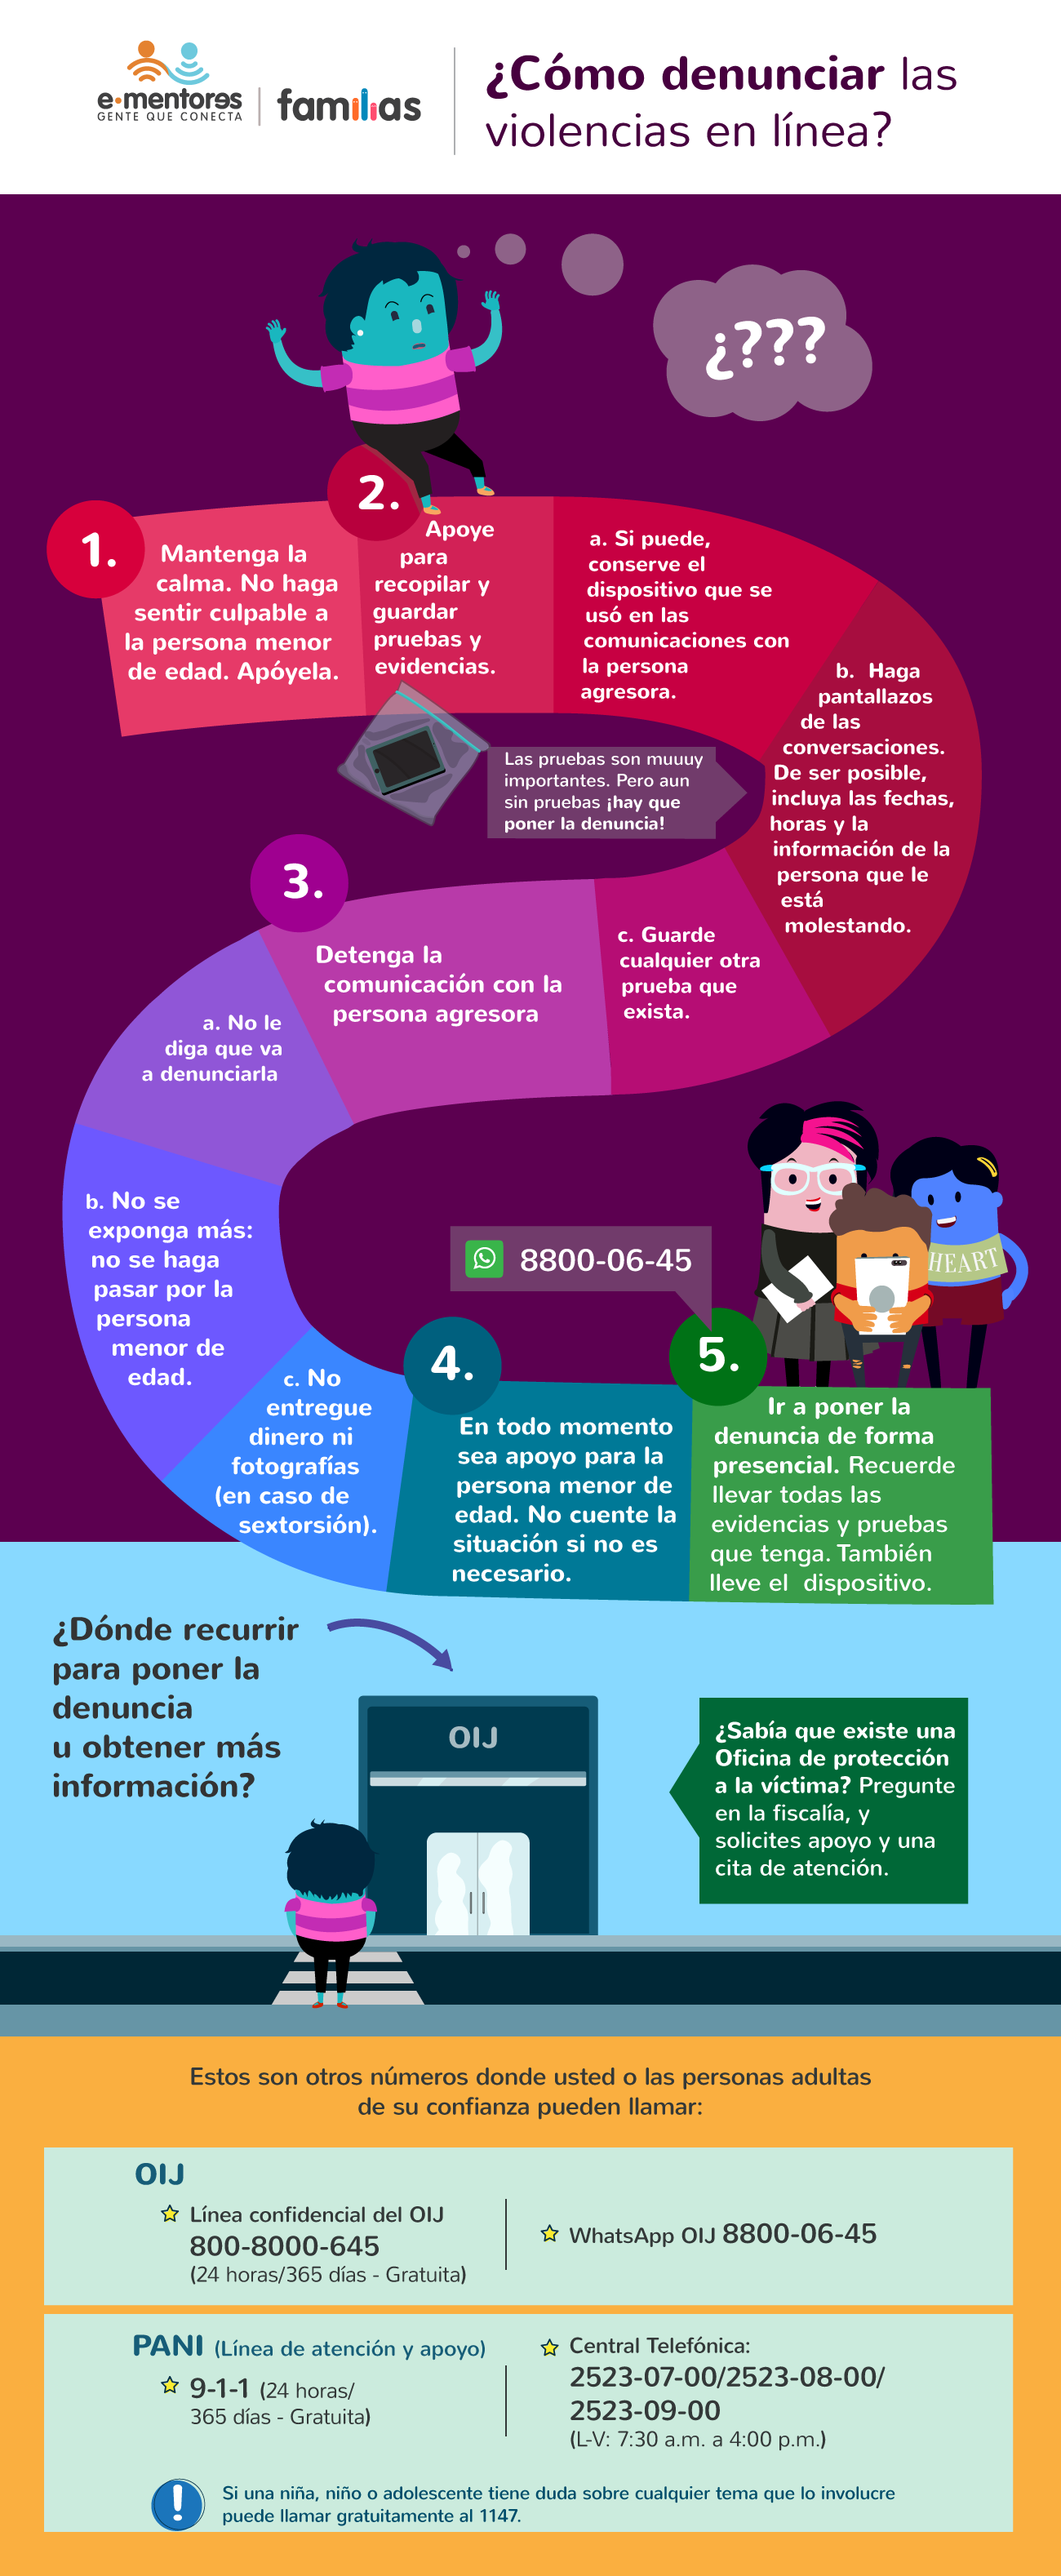 e·mentores
GENTE QUE CONECTA
familias
¿Cómo denunciar las
violencias en línea?
¿???
1.
Mantenga la
calma. No haga
sentir culpable a
la persona menor
de edad. Apóyela.
2.
Apoye
para
recopilar y
guardar
pruebas y
evidencias.
a. Si puede,
conserve el
dispositivo que se
usó en las
comunicaciones con
la persona
agresora.
b. Haga
pantallazos
de las
conversaciones.
De ser posible,
incluya las fechas,
horas y la
información de la
persona que le
está
molestando.
Las pruebas son muuuy
importantes. Pero aun
sin pruebas ¡hay que
poner la denuncia!
c. Guarde
cualquier otra
prueba que
exista.
3.
Detenga la
comunicación con la
persona agresora
a. No le
diga que va
a denunciarla
b. No se
exponga más:
no se haga
pasar por la
persona
menor de
edad.
c. No
entregue
dinero ni
fotografías
(en caso de
sextorsión).
4.
En todo momento
sea apoyo para la
persona menor de
edad. No cuente la
situación si no es
necesario.
8800-06-45
HEART
5.
Ir a poner la
denuncia de forma
presencial. Recuerde
llevar todas las
evidencias y pruebas
que tenga. También
lleve el dispositivo.
¿Dónde recurrir
para poner la
denuncia
u obtener más
información?
OIJ
¿Sabía que existe una
Oficina de protección
a la víctima? Pregunte
en la fiscalía, y
solicites apoyo y una
cita de atención.
Estos son otros números donde usted o las personas adultas
de su confianza pueden llamar:
OIJ
Línea confidencial del OIJ
800-8000-645
(24 horas/365 días - Gratuita)
WhatsApp OIJ 8800-06-45
PANI (Línea de atención y apoyo)
9-1-1 (24 horas/
365 días - Gratuita)
Central Telefónica:
2523-07-00/2523-08-00/
2523-09-00
(L-V: 7:30 a.m. a 4:00 p.m.)
!
Si una niña, niño o adolescente tiene duda sobre cualquier tema que lo involucre
puede llamar gratuitamente al 1147.